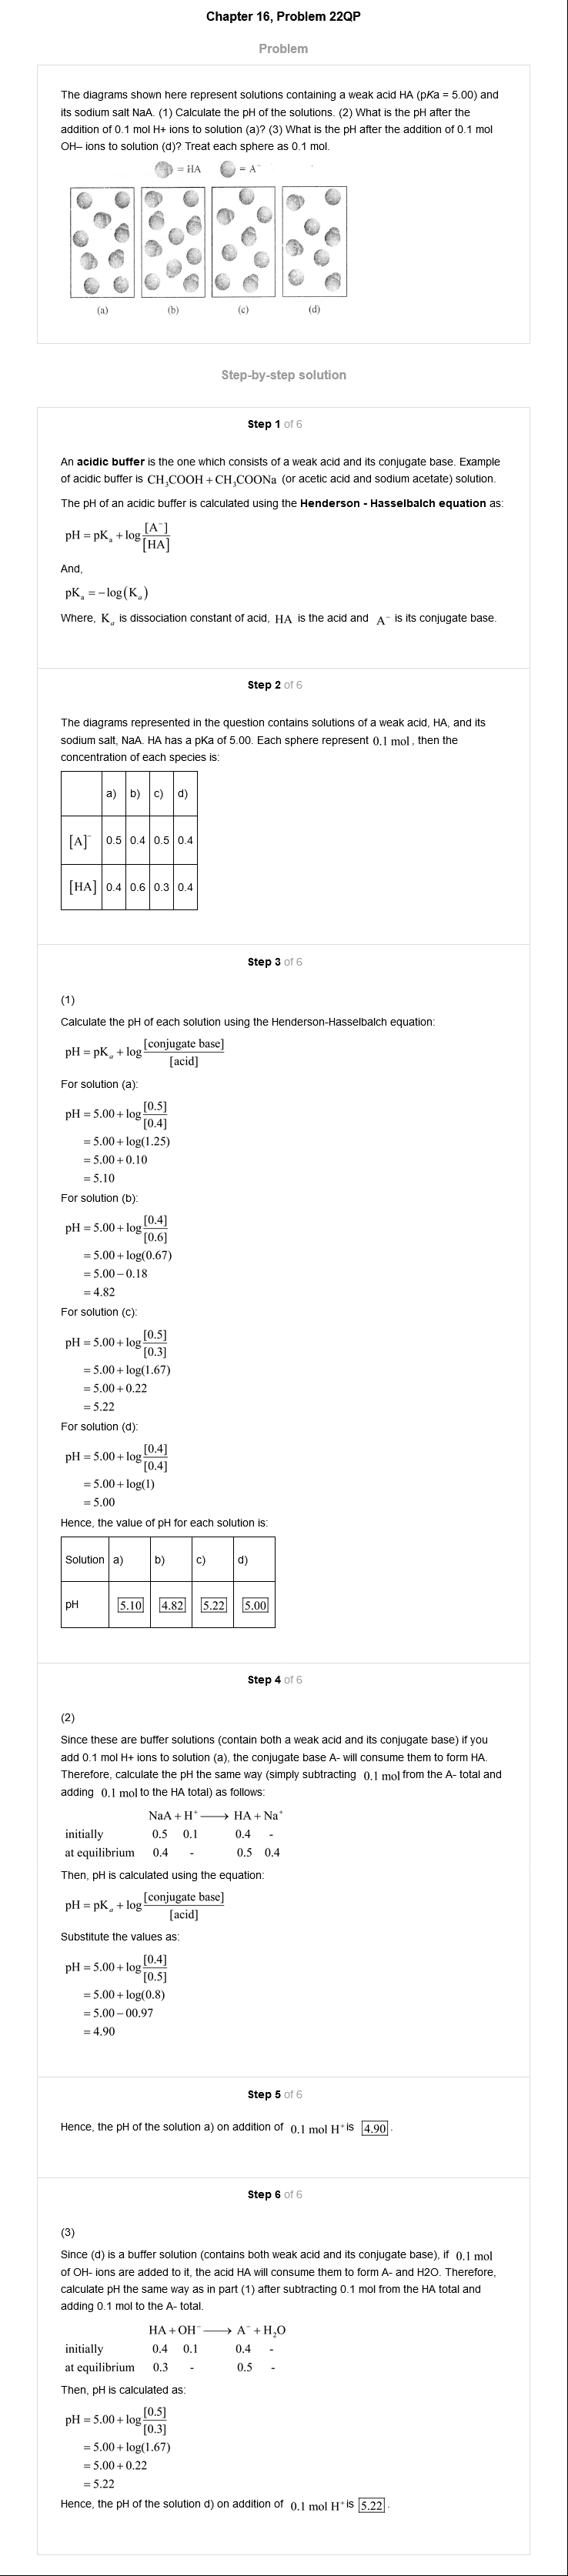 Chapter 16, Problem 22QP
Problem
The diagrams shown here represent solutions containing a weak acid HA (pKa = 5.00) and
its sodium salt NaA. (1) Calculate the pH of the solutions. (2) What is the pH after the
addition of 0.1 mol H+ ions to solution (a)? (3) What is the pH after the addition of 0.1 mol
OH– ions to solution (d)? Treat each sphere as 0.1 mol.
= HA = A⁻
(a) (b) (c) (d)
Step-by-step solution
Step 1 of 6
An acidic buffer is the one which consists of a weak acid and its conjugate base. Example
of acidic buffer is CH₃COOH + CH₃COONa (or acetic acid and sodium acetate) solution.
The pH of an acidic buffer is calculated using the Henderson - Hasselbalch equation as:
pH = pKₐ + log [A⁻]/[HA]
And,
pKₐ = −log(Kₐ)
Where, Kₐ is dissociation constant of acid, HA is the acid and A⁻ is its conjugate base.
Step 2 of 6
The diagrams represented in the question contains solutions of a weak acid, HA, and its
sodium salt, NaA. HA has a pKa of 5.00. Each sphere represent 0.1 mol, then the
concentration of each species is:
a) b) c) d)
[A]⁻ 0.5 0.4 0.5 0.4
[HA] 0.4 0.6 0.3 0.4
Step 3 of 6
(1)
Calculate the pH of each solution using the Henderson-Hasselbalch equation:
pH = pKₐ + log [conjugate base]/[acid]
For solution (a):
pH = 5.00 + log [0.5]/[0.4]
= 5.00 + log(1.25)
= 5.00 + 0.10
= 5.10
For solution (b):
pH = 5.00 + log [0.4]/[0.6]
= 5.00 + log(0.67)
= 5.00 − 0.18
= 4.82
For solution (c):
pH = 5.00 + log [0.5]/[0.3]
= 5.00 + log(1.67)
= 5.00 + 0.22
= 5.22
For solution (d):
pH = 5.00 + log [0.4]/[0.4]
= 5.00 + log(1)
= 5.00
Hence, the value of pH for each solution is:
Solution a) b) c) d)
pH 5.10 4.82 5.22 5.00
Step 4 of 6
(2)
Since these are buffer solutions (contain both a weak acid and its conjugate base) if you
add 0.1 mol H+ ions to solution (a), the conjugate base A- will consume them to form HA.
Therefore, calculate the pH the same way (simply subtracting 0.1 mol from the A- total and
adding 0.1 mol to the HA total) as follows:
NaA + H⁺ ⟶ HA + Na⁺
initially 0.5 0.1 0.4 -
at equilibrium 0.4 - 0.5 0.4
Then, pH is calculated using the equation:
pH = pKₐ + log [conjugate base]/[acid]
Substitute the values as:
pH = 5.00 + log [0.4]/[0.5]
= 5.00 + log(0.8)
= 5.00 − 00.97
= 4.90
Step 5 of 6
Hence, the pH of the solution a) on addition of 0.1 mol H⁺ is 4.90.
Step 6 of 6
(3)
Since (d) is a buffer solution (contains both weak acid and its conjugate base), if 0.1 mol
of OH- ions are added to it, the acid HA will consume them to form A- and H2O. Therefore,
calculate pH the same way as in part (1) after subtracting 0.1 mol from the HA total and
adding 0.1 mol to the A- total.
HA + OH⁻ ⟶ A⁻ + H₂O
initially 0.4 0.1 0.4 -
at equilibrium 0.3 - 0.5 -
Then, pH is calculated as:
pH = 5.00 + log [0.5]/[0.3]
= 5.00 + log(1.67)
= 5.00 + 0.22
= 5.22
Hence, the pH of the solution d) on addition of 0.1 mol H⁺ is 5.22.